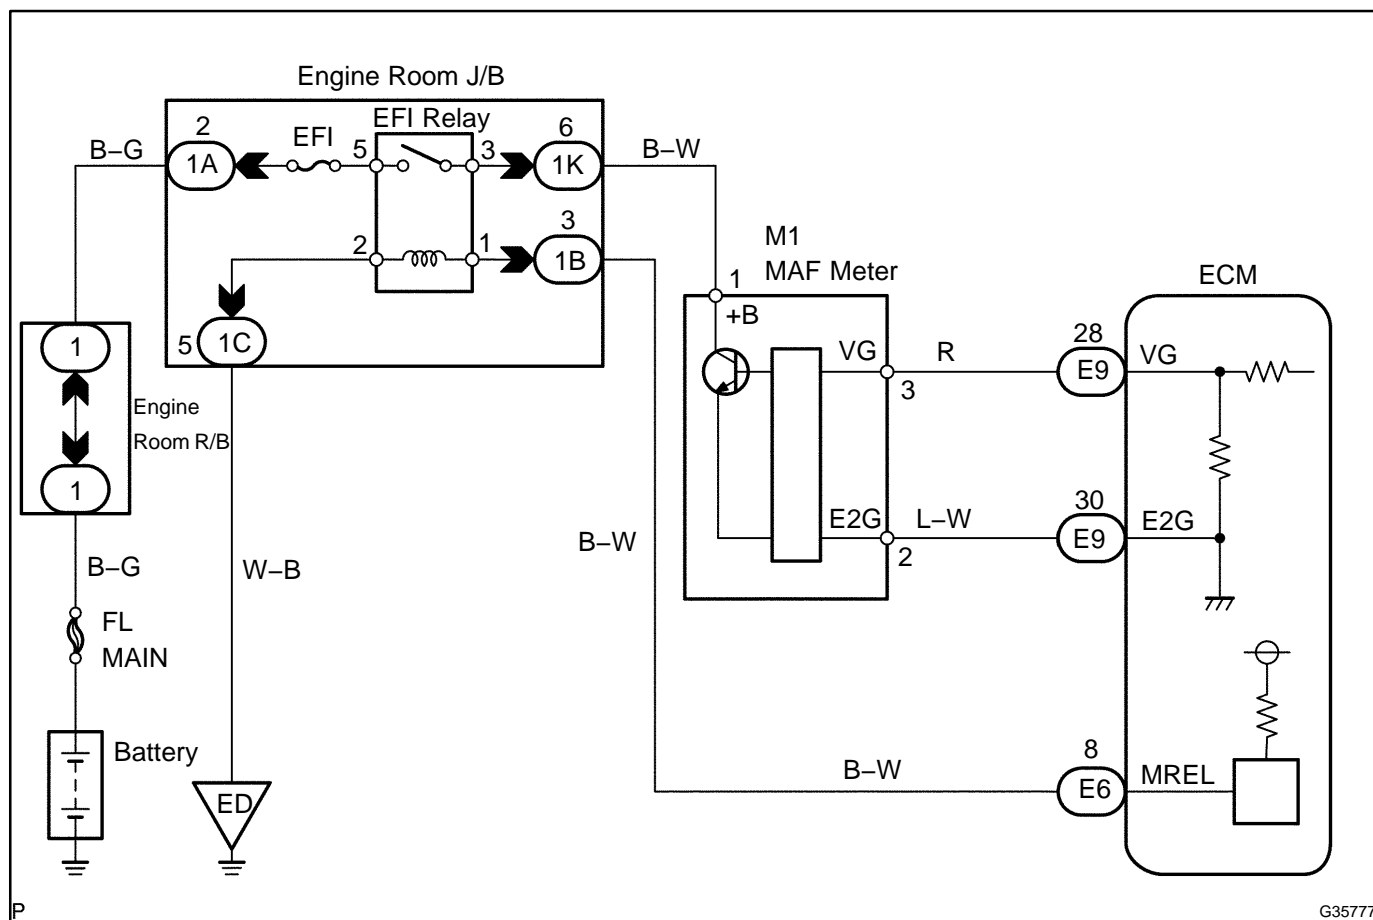 Engine Room J/B
EFI Relay
2
EFI
5
3
6
B–G
1A
1K
B–W
2
1
3
1B
5
1C
M1
MAF Meter
1
+B
ECM
VG
R
28
E9
VG
3
1
Engine
Room R/B
1
E2G
L–W
30
E9
E2G
2
B–W
B–G
W–B
FL
MAIN
Battery
ED
B–W
8
E6
MREL
P
G35777